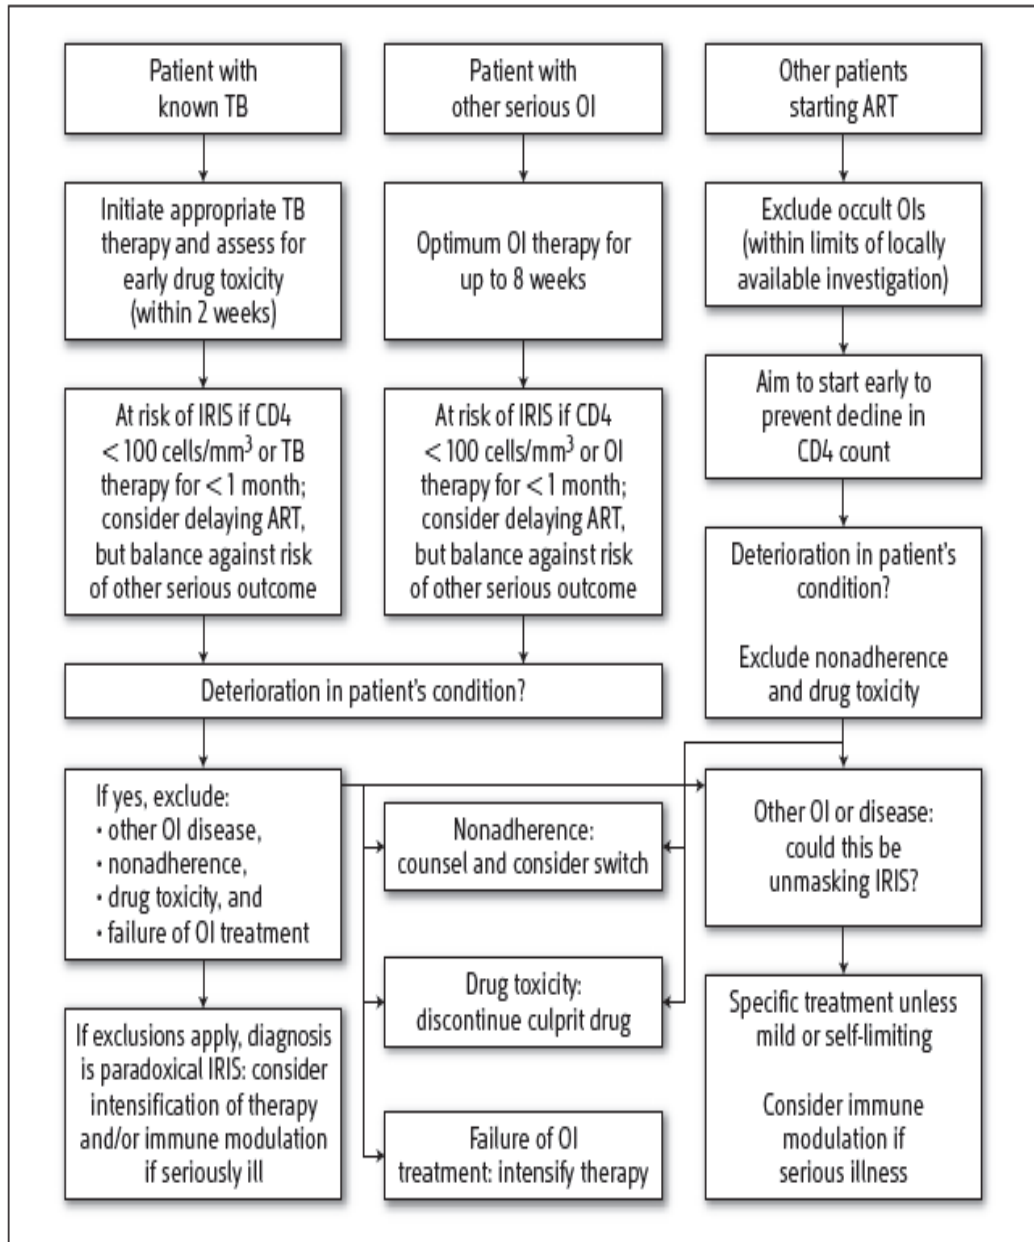 Patient with
known TB
Patient with
other serious OI
Other patients
starting ART
Initiate appropriate TB
therapy and assess for
early drug toxicity
(within 2 weeks)
Optimum OI therapy for
up to 8 weeks
Exclude occult OIs
(within limits of locally
available investigation)
Aim to start early to
prevent decline in
CD4 count
At risk of IRIS if CD4
< 100 cells/mm³ or TB
therapy for < 1 month;
consider delaying ART,
but balance against risk
of other serious outcome
At risk of IRIS if CD4
< 100 cells/mm³ or OI
therapy for < 1 month;
consider delaying ART,
but balance against risk
of other serious outcome
Deterioration in patient's
condition?
Exclude nonadherence
and drug toxicity
Deterioration in patient's condition?
If yes, exclude:
• other OI disease,
• nonadherence,
• drug toxicity, and
• failure of OI treatment
Nonadherence:
counsel and consider switch
Other OI or disease:
could this be
unmasking IRIS?
Drug toxicity:
discontinue culprit drug
If exclusions apply, diagnosis
is paradoxical IRIS: consider
intensification of therapy
and/or immune modulation
if seriously ill
Failure of OI
treatment: intensify therapy
Specific treatment unless
mild or self-limiting
Consider immune
modulation if
serious illness